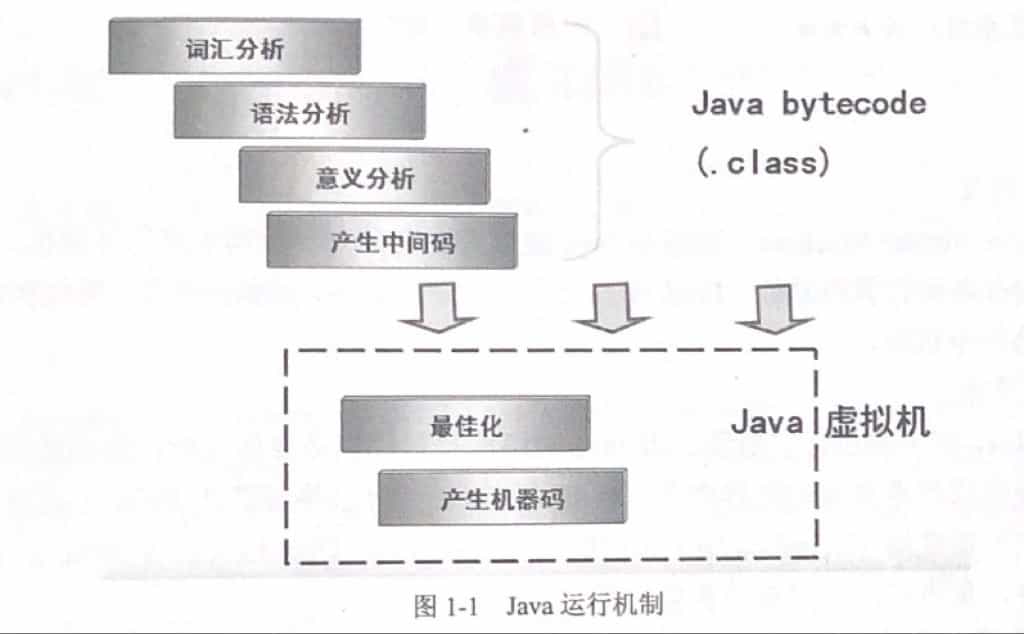 词汇分析
语法分析
意义分析
产生中间码
Java bytecode
(.class)
最佳化
产生机器码
Java 虚拟机
图 1-1 Java 运行机制